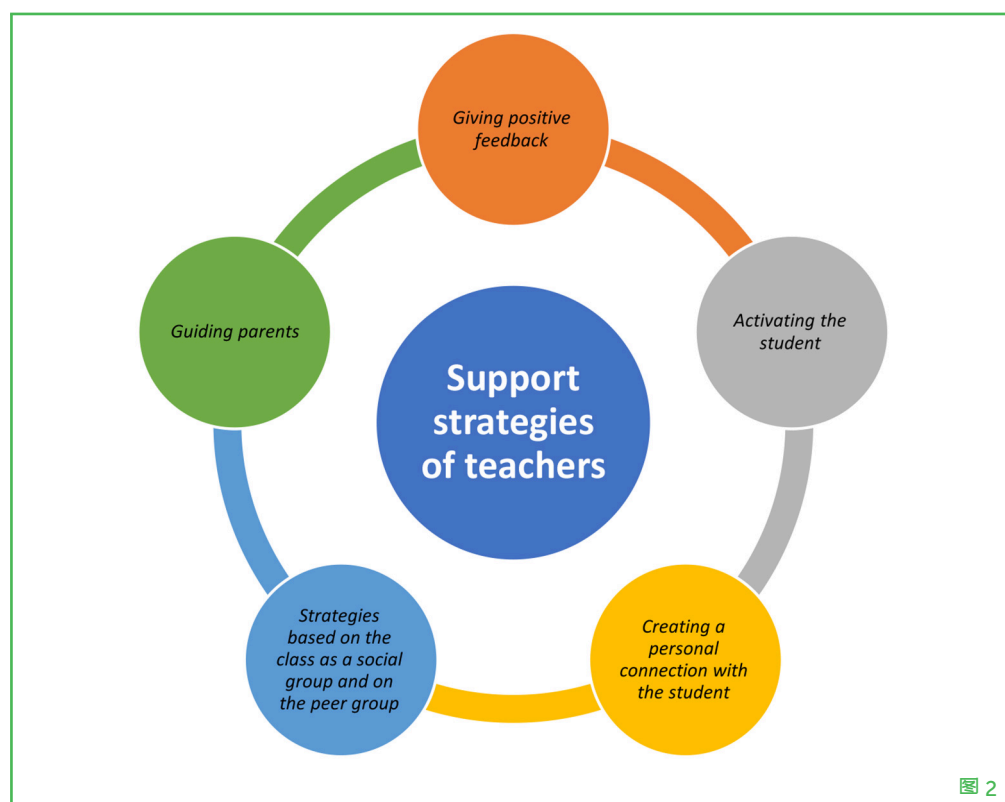 Giving positive
feedback
Activating the
student
Creating a
personal
connection with
the student
Strategies
based on the
class as a social
group and on
the peer group
Guiding parents
Support
strategies
of teachers
图 2